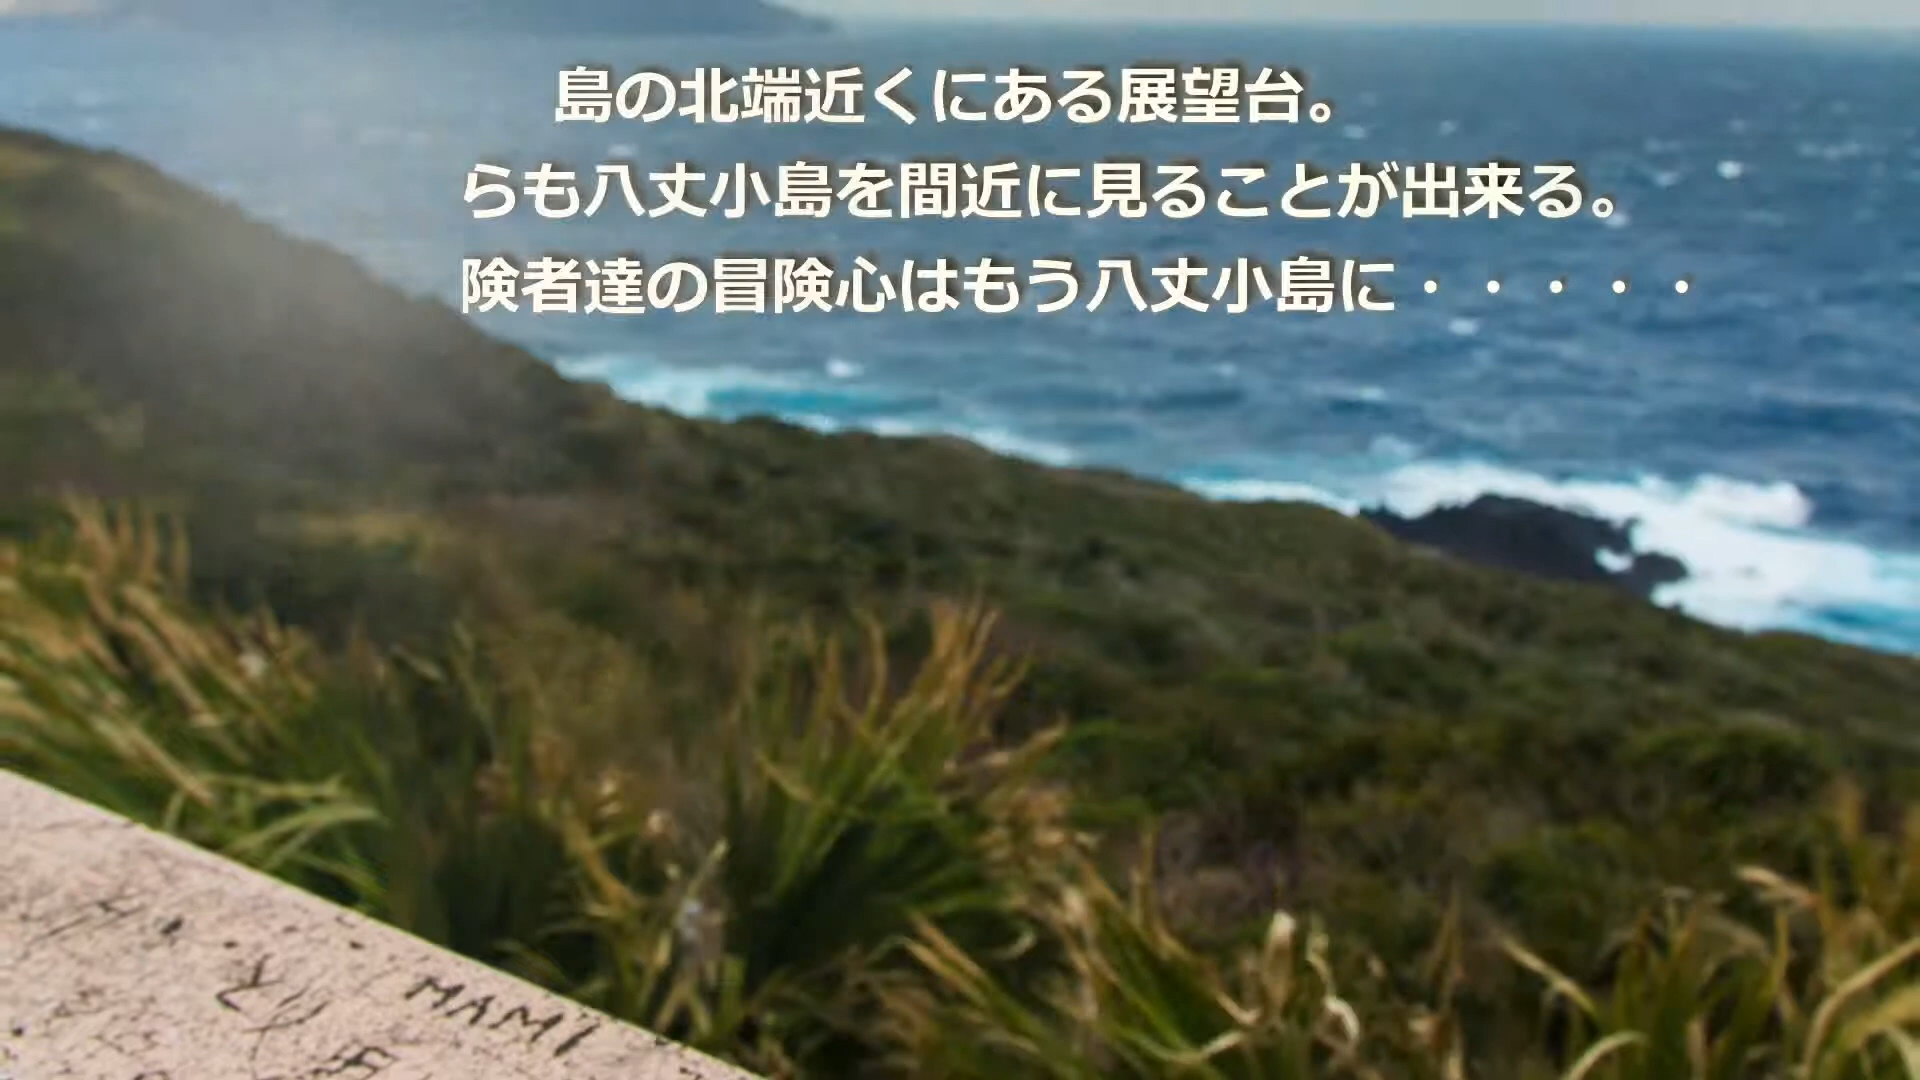 島の北端近くにある展望台。
らも八丈小島を間近に見ることが出来る。
険者達の冒険心はもう八丈小島に・・・・・
MAMI